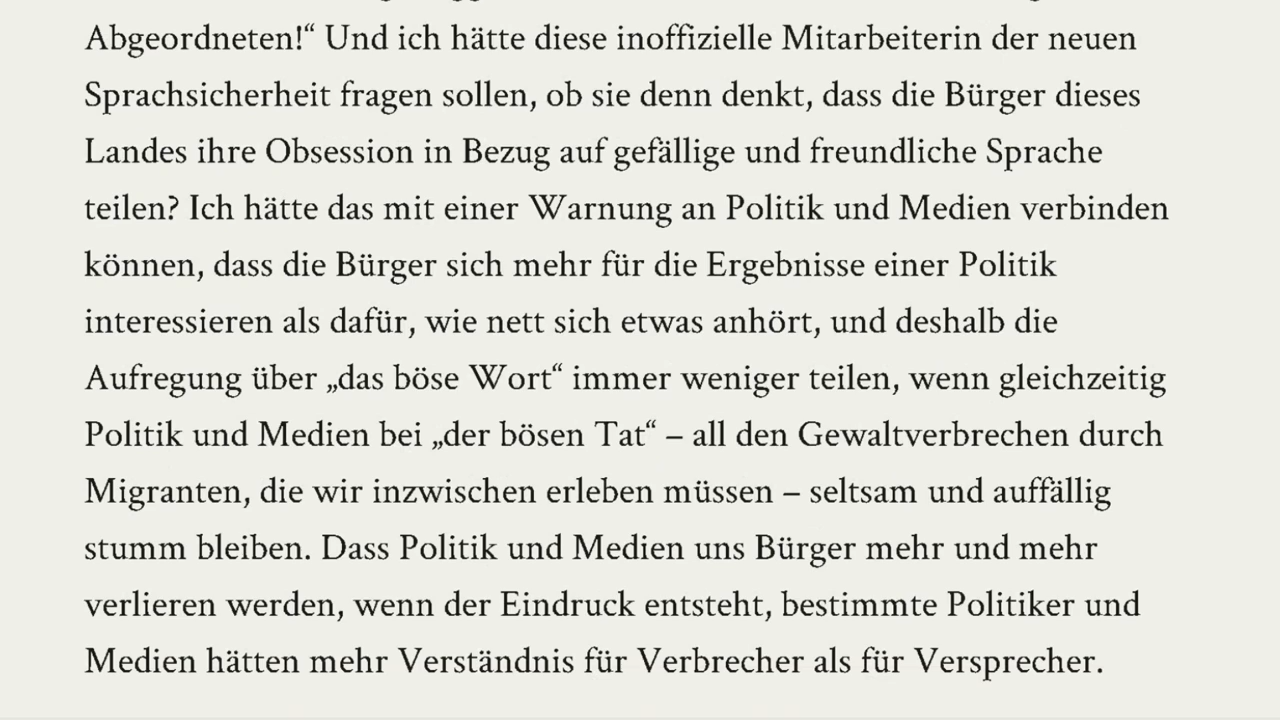 Abgeordneten!“ Und ich hätte diese inoffizielle Mitarbeiterin der neuen
Sprachsicherheit fragen sollen, ob sie denn denkt, dass die Bürger dieses
Landes ihre Obsession in Bezug auf gefällige und freundliche Sprache
teilen? Ich hätte das mit einer Warnung an Politik und Medien verbinden
können, dass die Bürger sich mehr für die Ergebnisse einer Politik
interessieren als dafür, wie nett sich etwas anhört, und deshalb die
Aufregung über „das böse Wort“ immer weniger teilen, wenn gleichzeitig
Politik und Medien bei „der bösen Tat“ – all den Gewaltverbrechen durch
Migranten, die wir inzwischen erleben müssen – seltsam und auffällig
stumm bleiben. Dass Politik und Medien uns Bürger mehr und mehr
verlieren werden, wenn der Eindruck entsteht, bestimmte Politiker und
Medien hätten mehr Verständnis für Verbrecher als für Versprecher.